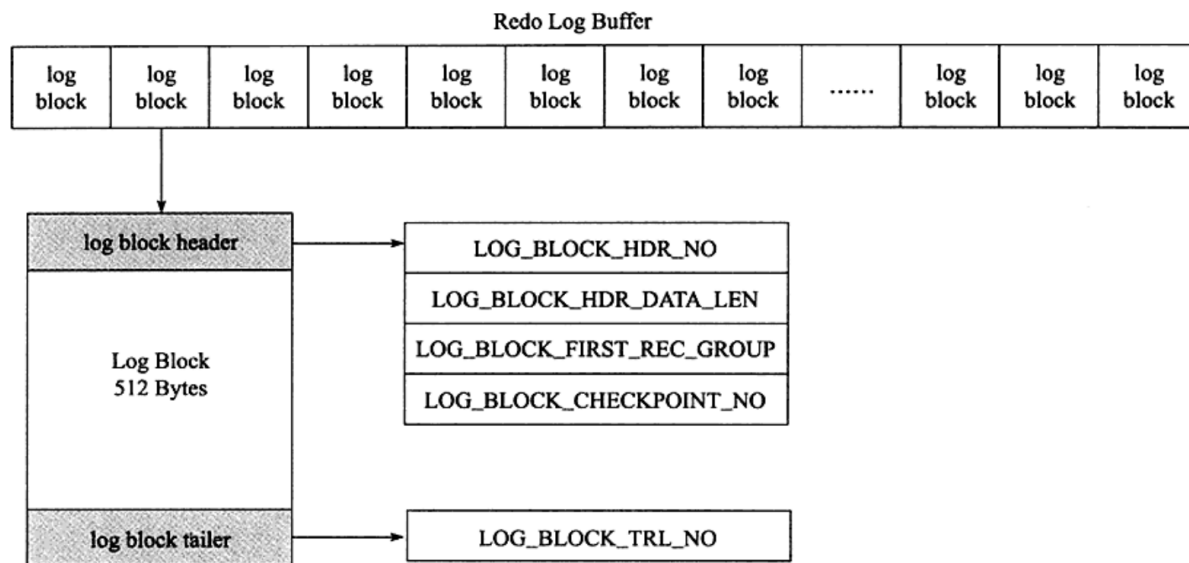 Redo Log Buffer
log block
log block
log block
log block
log block
log block
log block
log block
......
log block
log block
log block
log block header
LOG_BLOCK_HDR_NO
LOG_BLOCK_HDR_DATA_LEN
LOG_BLOCK_FIRST_REC_GROUP
LOG_BLOCK_CHECKPOINT_NO
Log Block
512 Bytes
log block tailer
LOG_BLOCK_TRL_NO